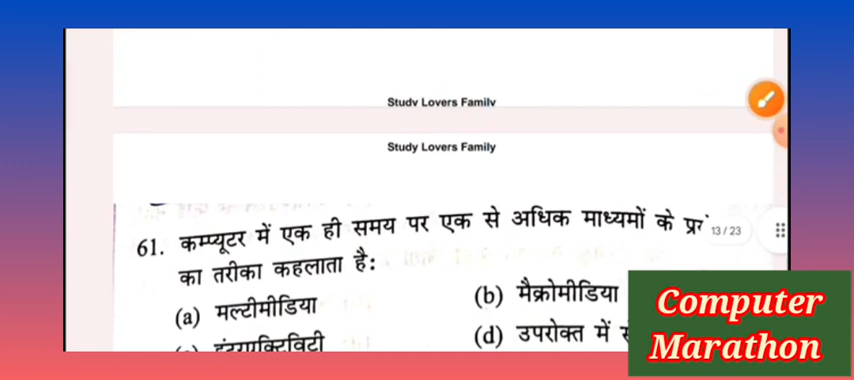 Study Lovers Family
Study Lovers Family
61. कम्प्यूटर में एक ही समय पर एक से अधिक माध्यमों के
13 / 23
का तरीका कहलाता है:
(a) मल्टीमीडिया
(b) मैक्रोमीडिया
इंटरएक्टिविटी
(d) उपरोक्त में
Computer
Marathon